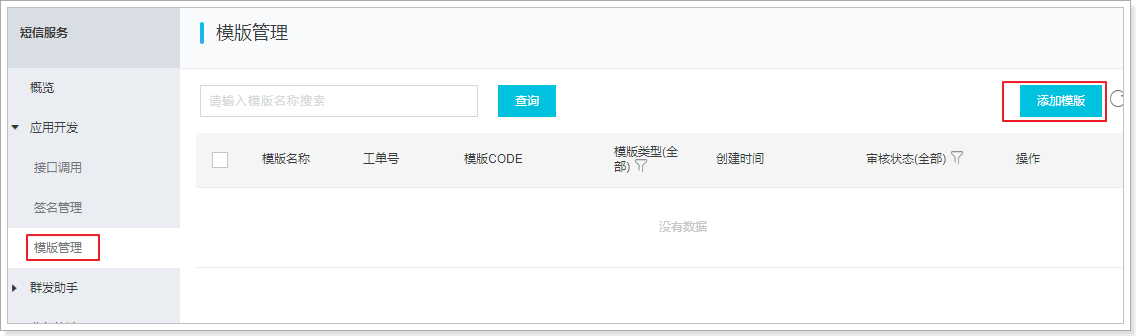 短信服务
模版管理
概览
请输入模版名称搜索
查询
添加模版
应用开发
模版名称
工单号
模版CODE
模版类型(全
部)
创建时间
审核状态(全部)
操作
接口调用
签名管理
没有数据
模版管理
群发助手